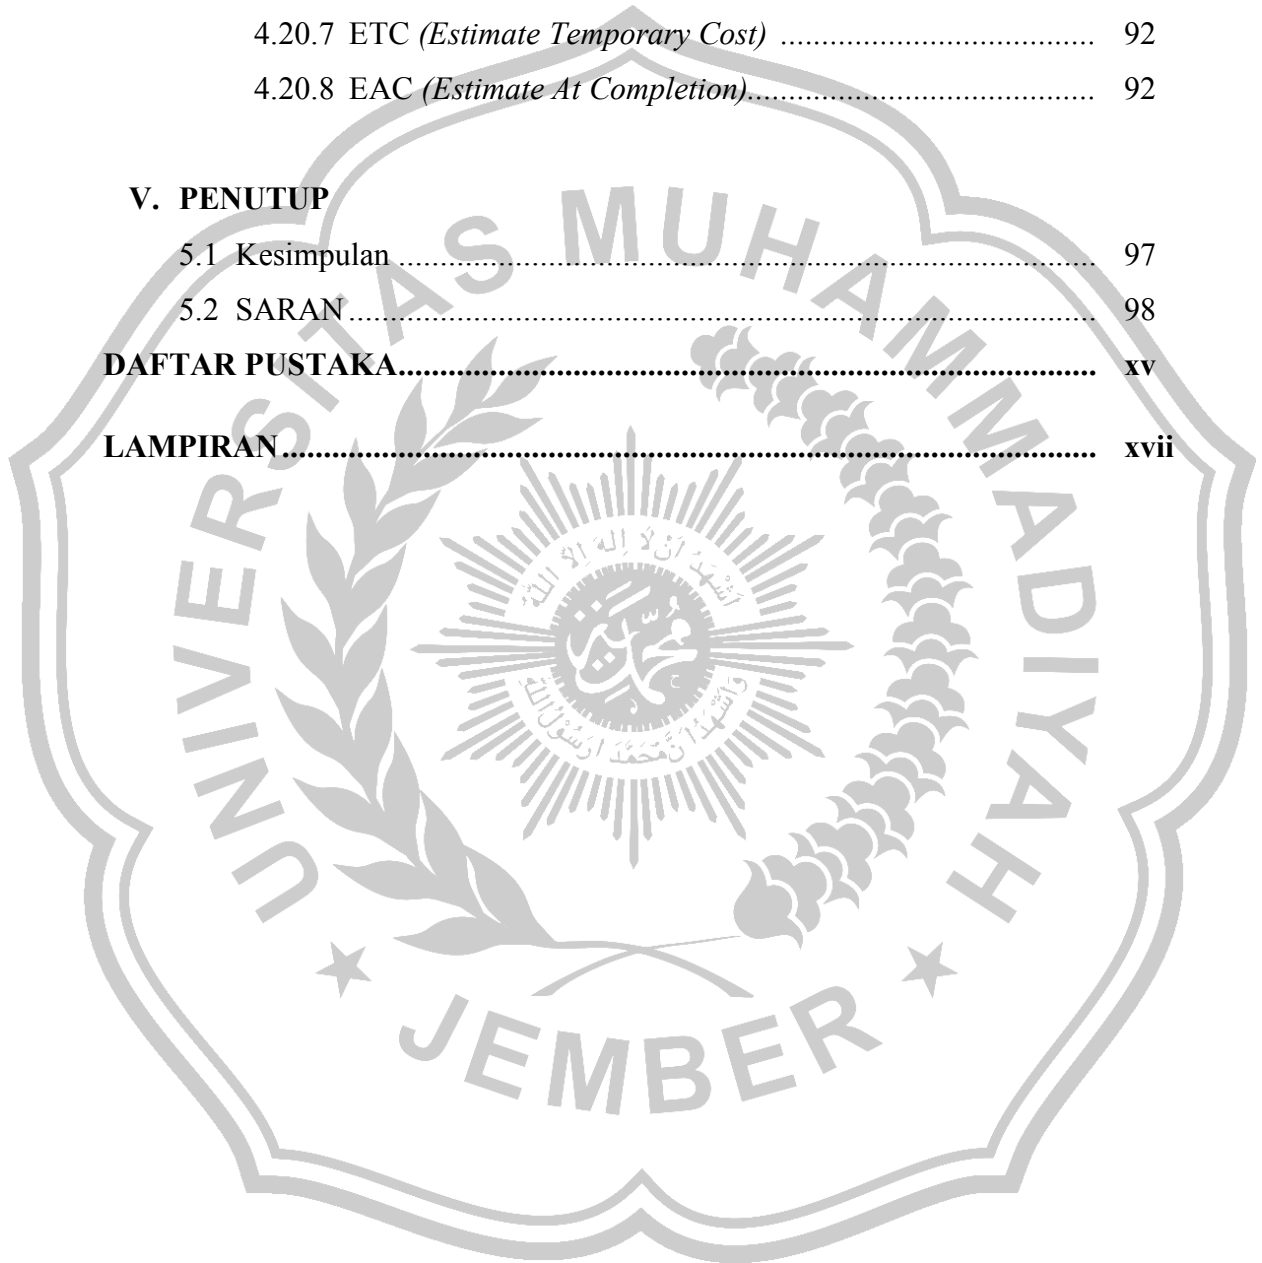 4.20.7 ETC (Estimate Temporary Cost) ...................................... 92
4.20.8 EAC (Estimate At Completion).......................................... 92
V. PENUTUP
5.1 Kesimpulan ..................................................................................... 97
5.2 SARAN........................................................................................... 98
DAFTAR PUSTAKA..................................................................................... xv
LAMPIRAN................................................................................................... xvii
UNIVERSITAS MUHAMMADIYAH
JEMBER